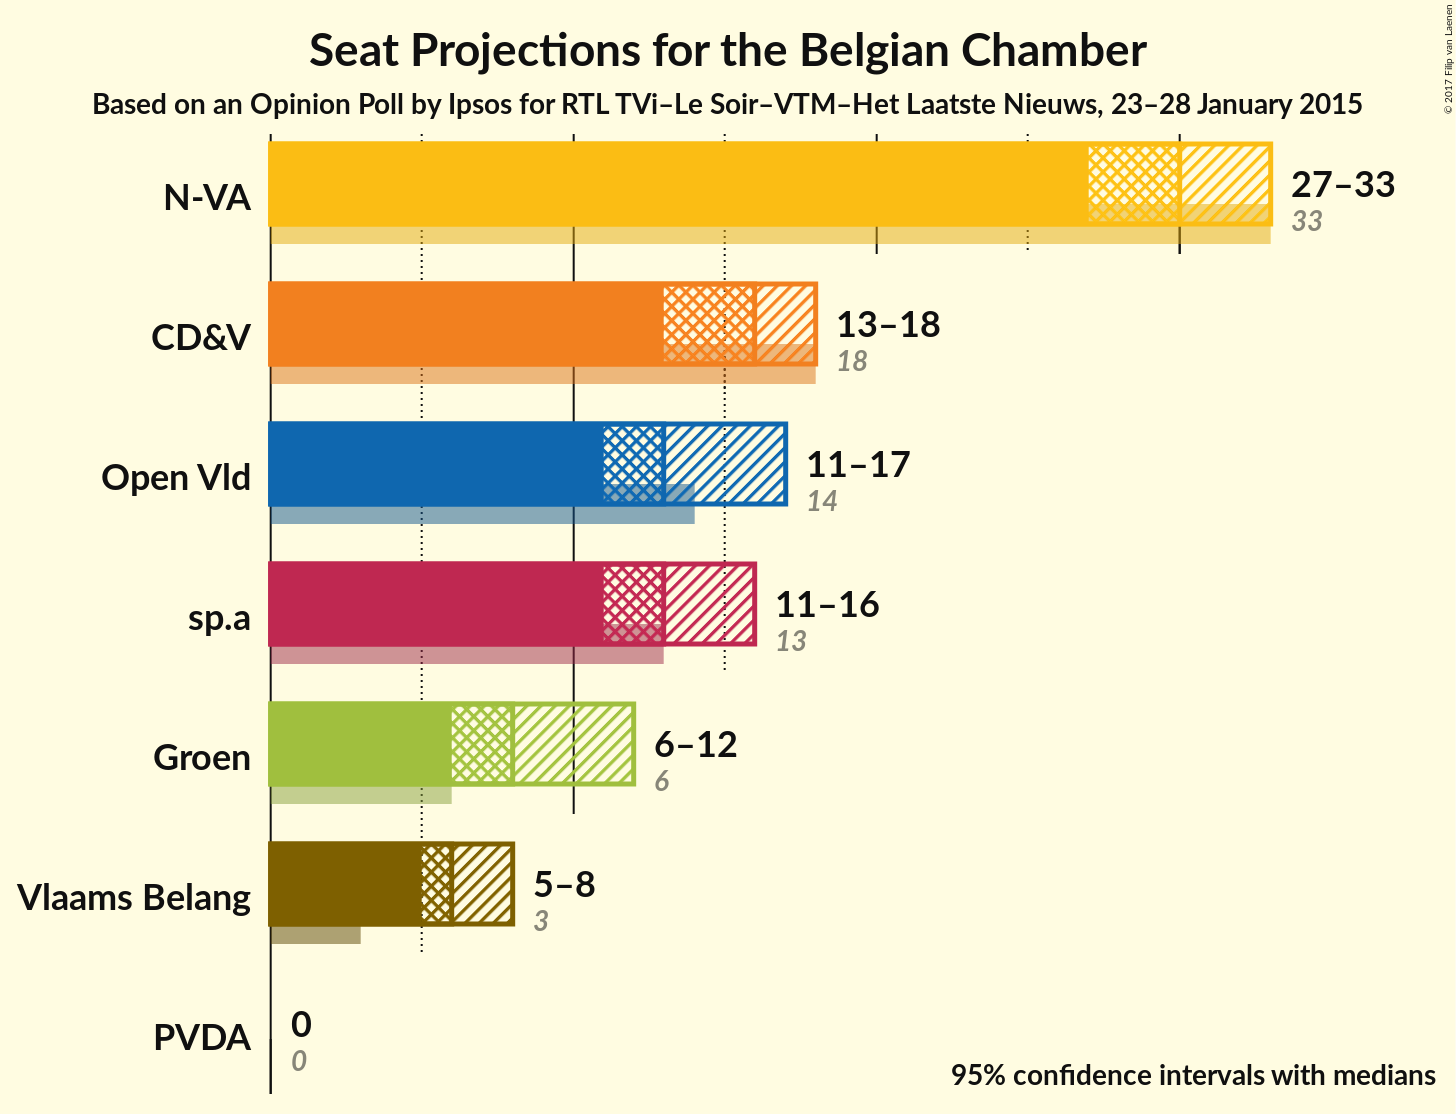 Seat Projections for the Belgian Chamber
Based on an Opinion Poll by Ipsos for RTL TVi–Le Soir–VTM–Het Laatste Nieuws, 23–28 January 2015
© 2017 Filip van Laenen
N-VA
27–33
33
CD&V
13–18
18
Open Vld
11–17
14
sp.a
11–16
13
Groen
6–12
6
Vlaams Belang
5–8
3
PVDA
0
0
95% confidence intervals with medians